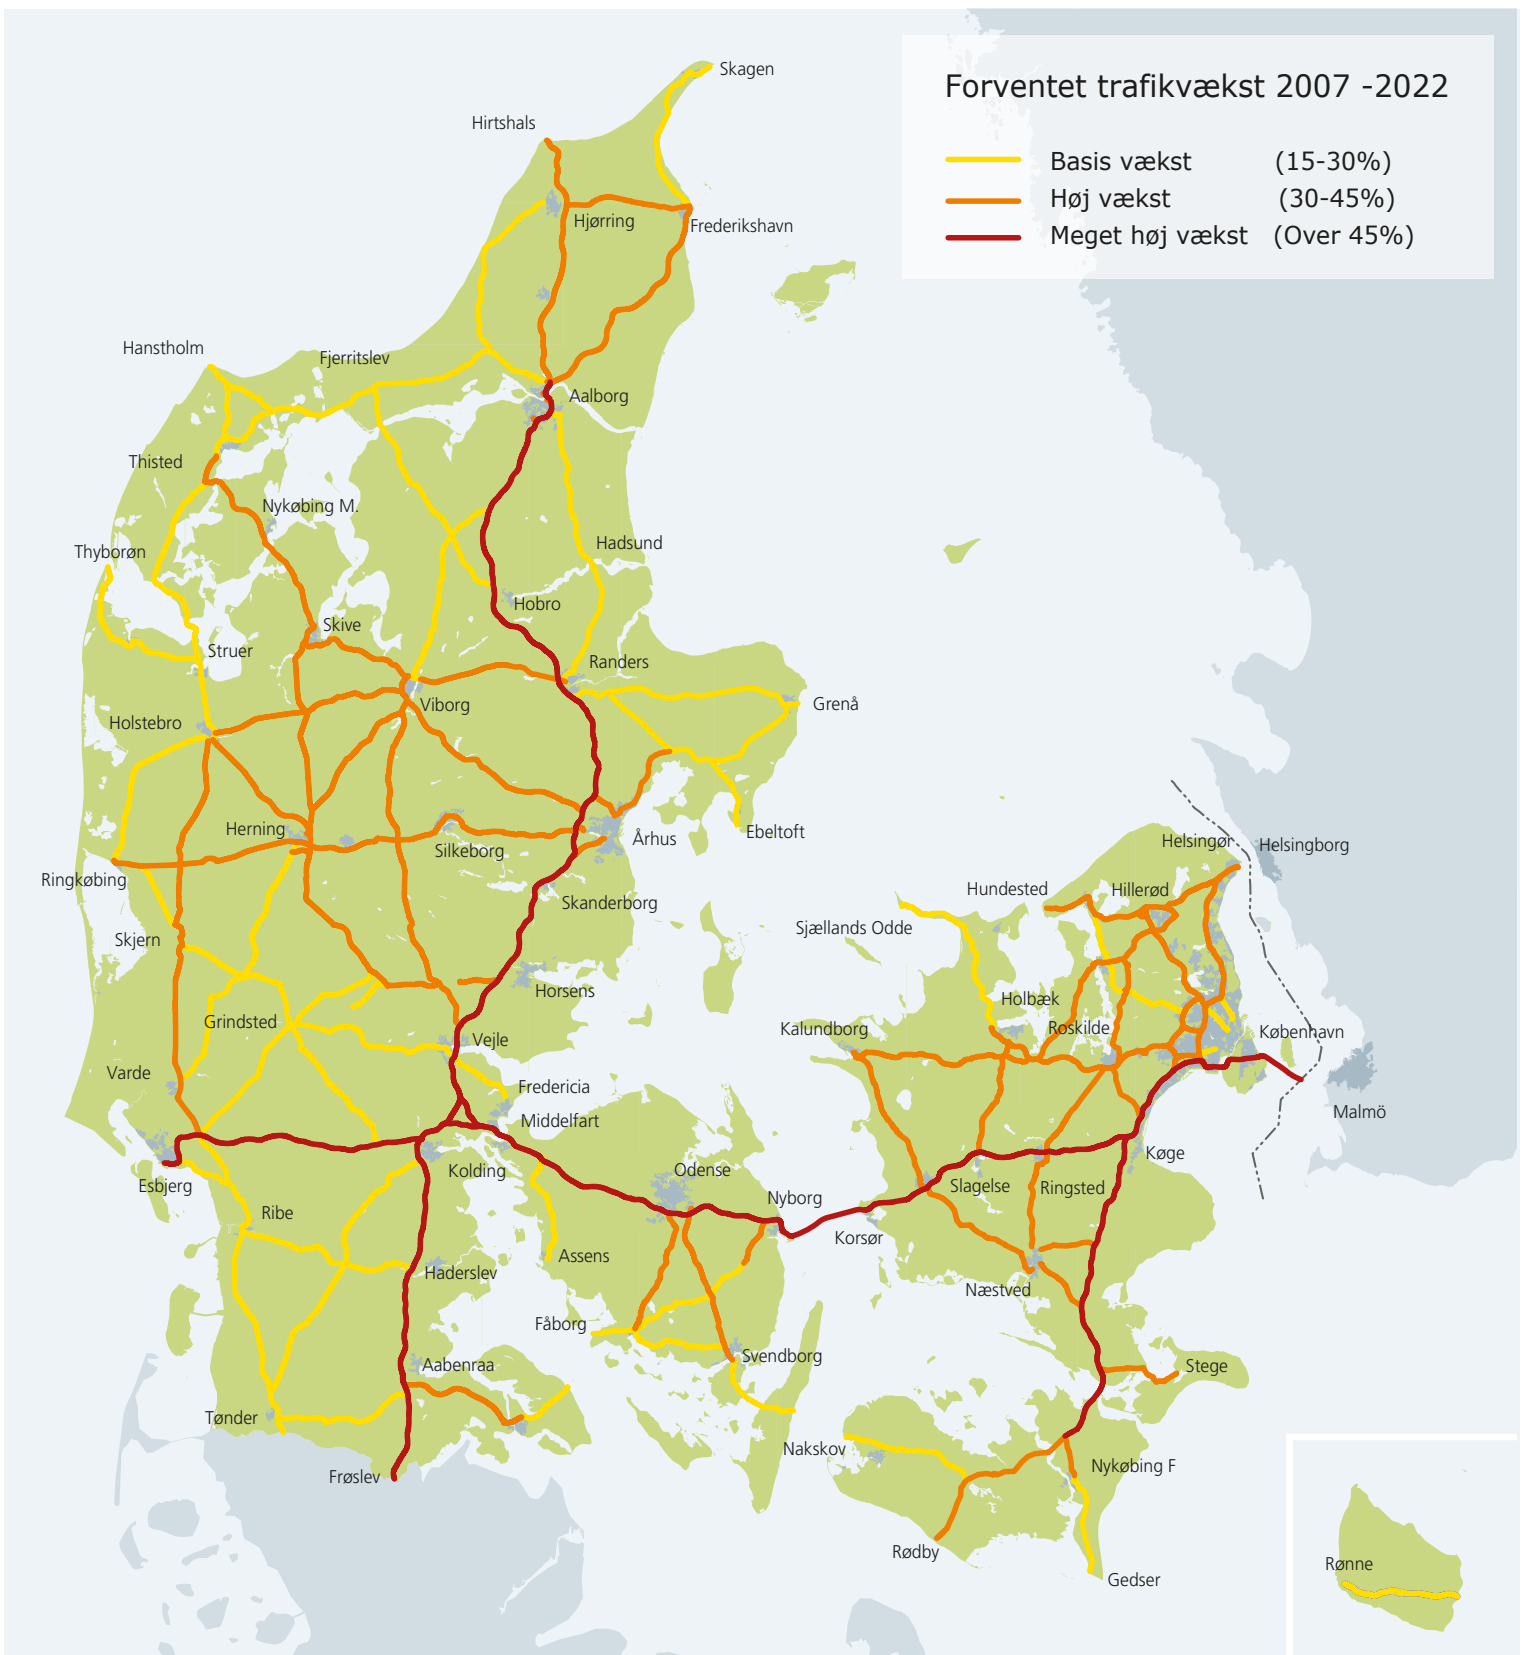 Skagen
Forventet trafikvækst 2007 -2022
Hirtshals
Basis vækst (15-30%)
Høj vækst (30-45%)
Meget høj vækst (Over 45%)
Hjørring
Frederikshavn
Hanstholm
Fjerritslev
Aalborg
Thisted
Nykøbing M.
Thyborøn
Hadsund
Hobro
Skive
Struer
Randers
Viborg
Grenå
Holstebro
Herning
Ebeltoft
Århus
Silkeborg
Helsingør
Helsingborg
Ringkøbing
Hundested
Hillerød
Skanderborg
Sjællands Odde
Skjern
Horsens
Holbæk
Grindsted
Kalundborg
Roskilde
København
Vejle
Varde
Fredericia
Middelfart
Malmö
Kolding
Odense
Køge
Esbjerg
Nyborg
Slagelse
Ringsted
Ribe
Korsør
Assens
Haderslev
Næstved
Fåborg
Svendborg
Aabenraa
Stege
Tønder
Nakskov
Frøslev
Nykøbing F
Rødby
Rønne
Gedser